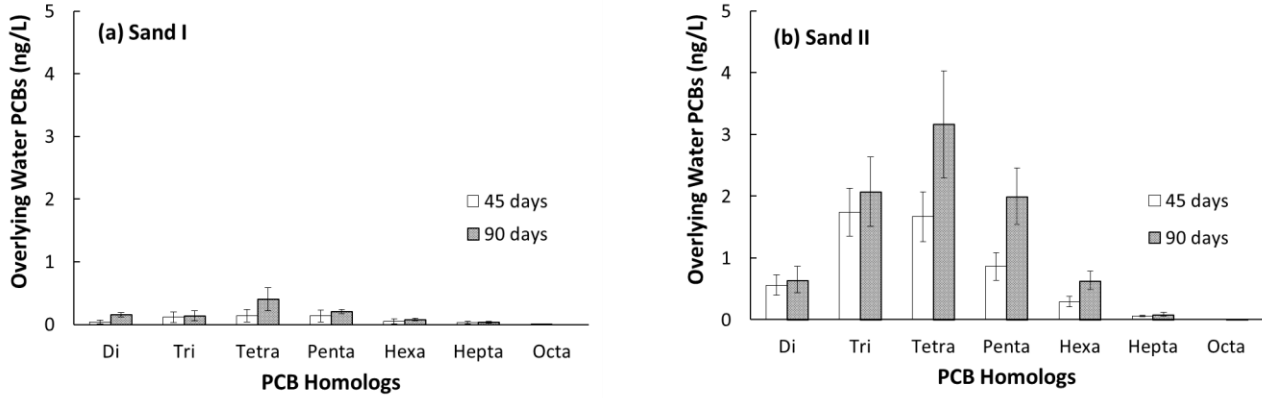 (a) Sand I
Overlying Water PCBs (ng/L)
5
4
3
2
1
0
45 days
90 days
Di Tri Tetra Penta Hexa Hepta Octa
PCB Homologs
(b) Sand II
Overlying Water PCBs (ng/L)
5
4
3
2
1
0
45 days
90 days
Di Tri Tetra Penta Hexa Hepta Octa
PCB Homologs